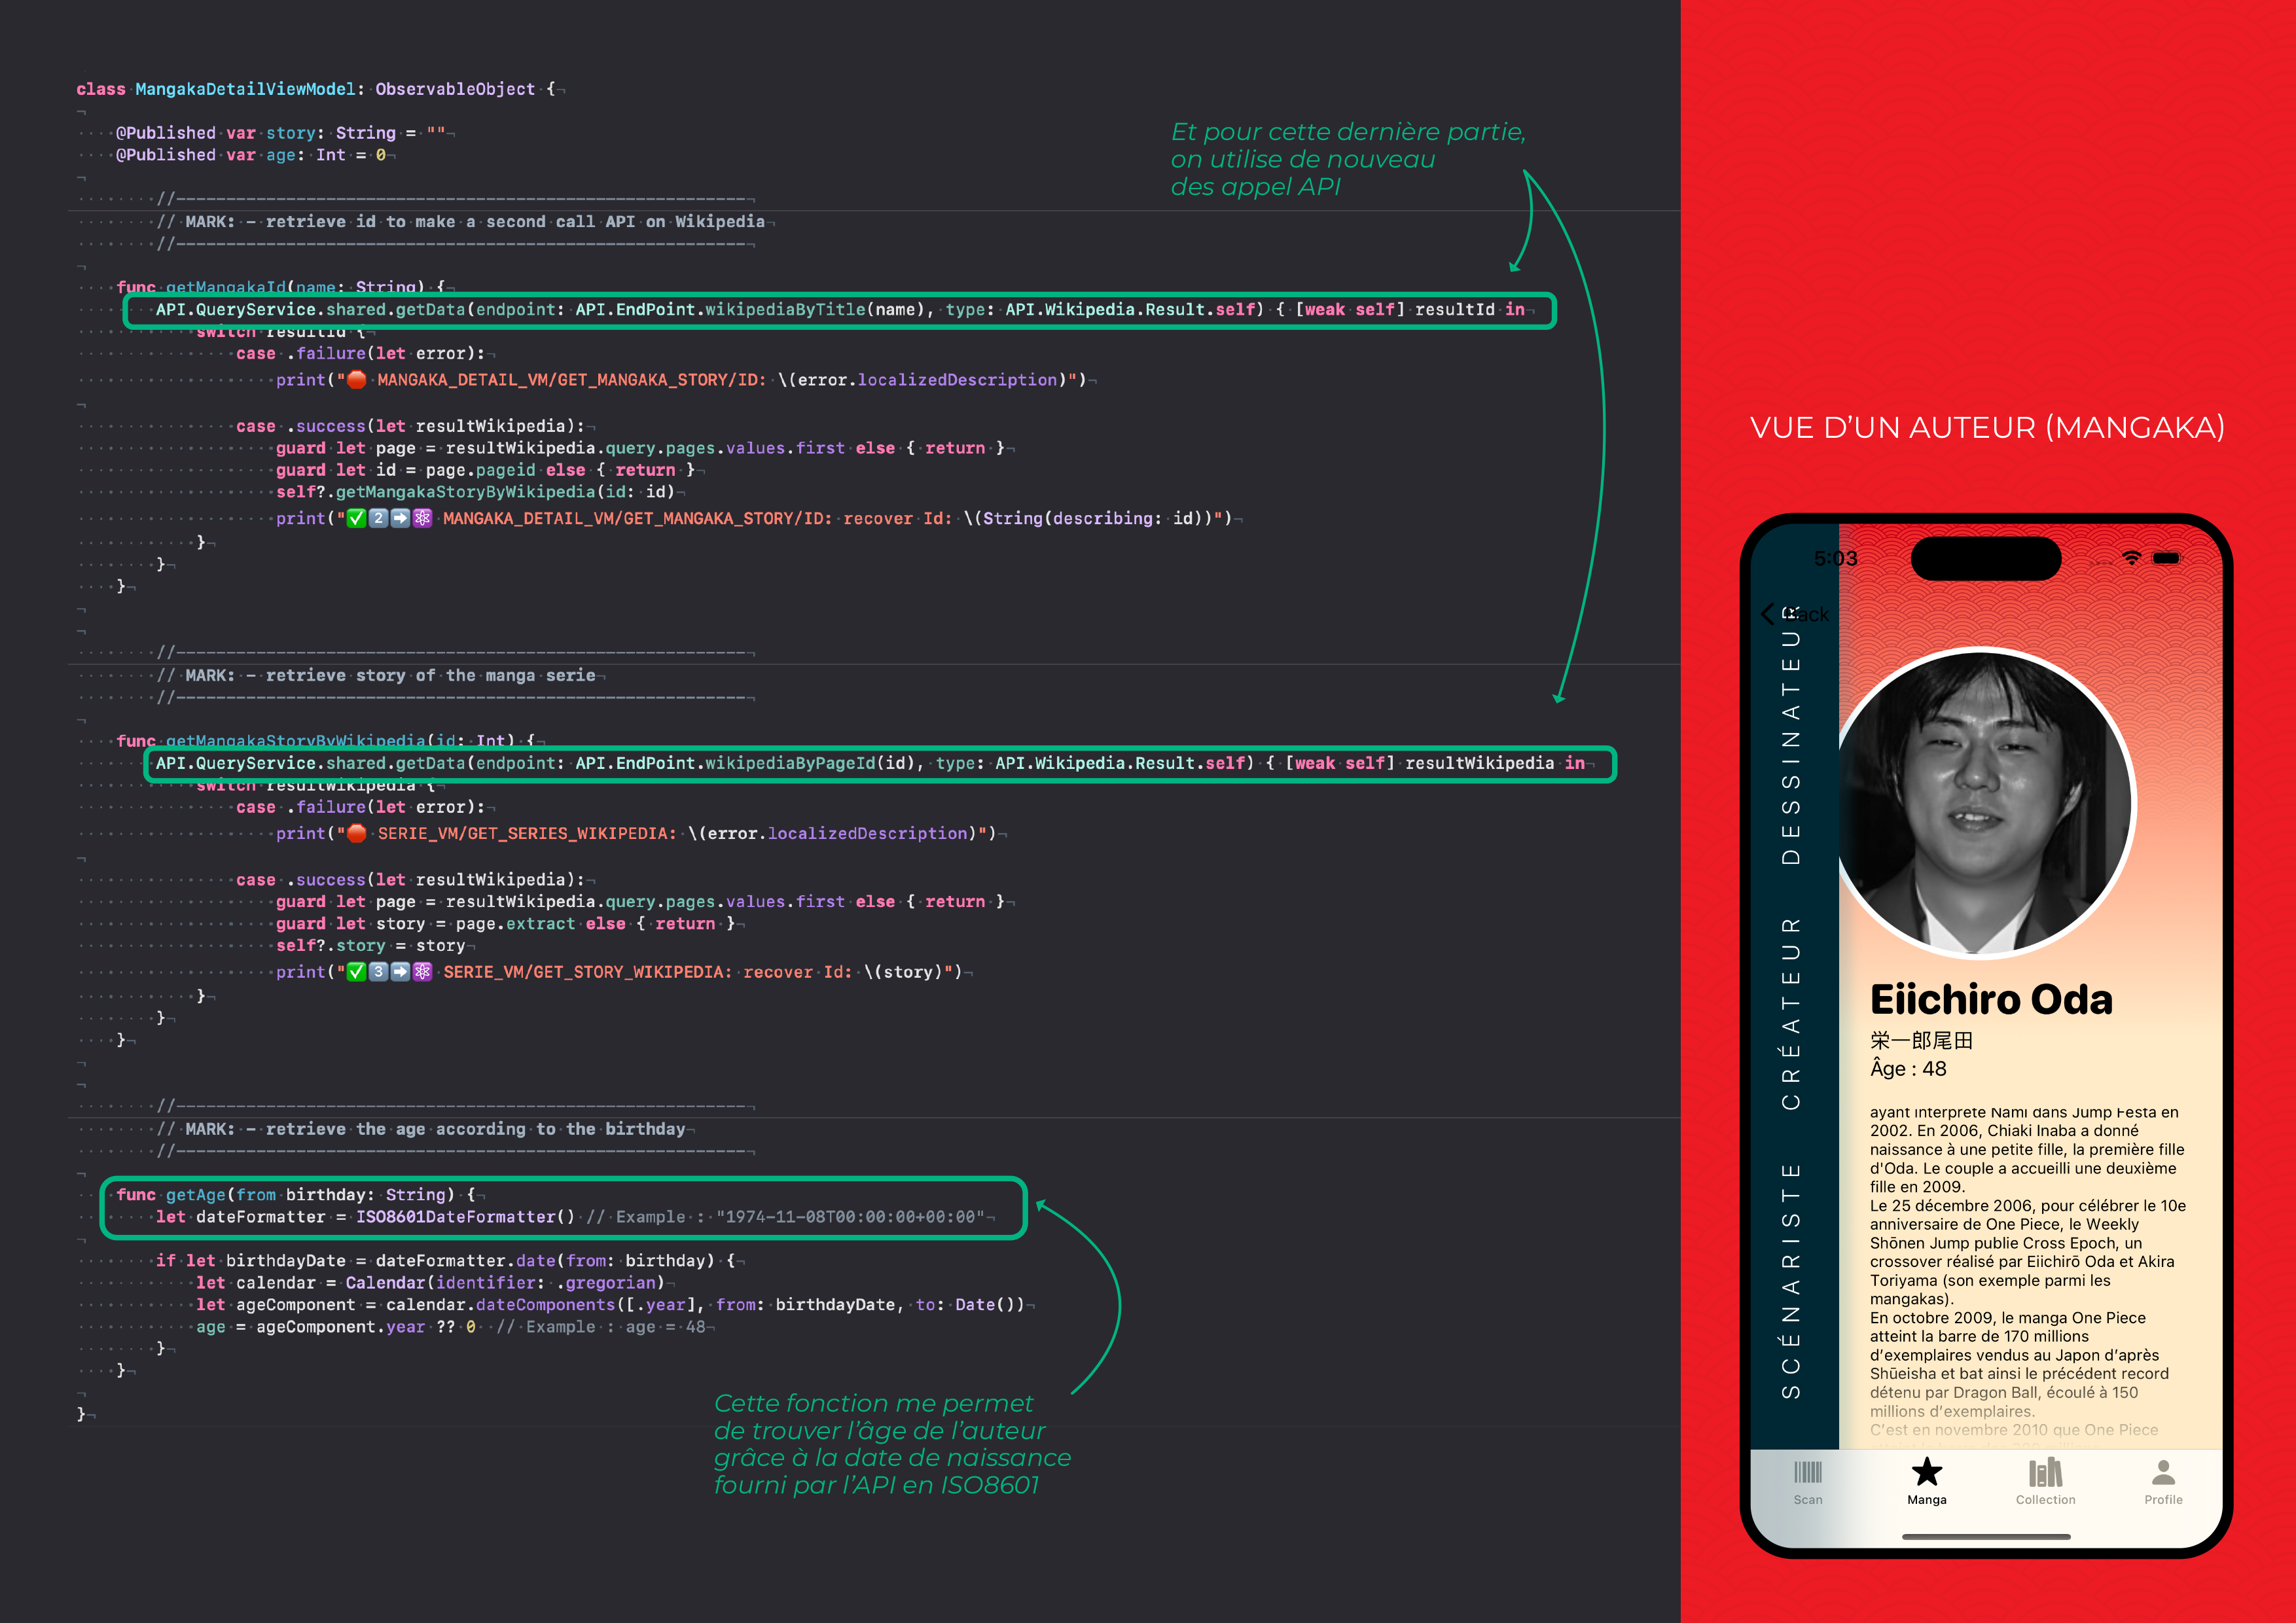 class MangakaDetailViewModel: ObservableObject {
@Published var story: String = ""
@Published var age: Int = 0
//---------------------------------------------------------
// MARK: - retrieve id to make a second call API on Wikipedia
//---------------------------------------------------------
func getMangakaId(name: String) {
API.QueryService.shared.getData(endpoint: API.EndPoint.wikipediaByTitle(name), type: API.Wikipedia.Result.self) { [weak self] resultId in
switch resultId {
case .failure(let error):
print("🛑 MANGAKA_DETAIL_VM/GET_MANGAKA_STORY/ID: \(error.localizedDescription)")
case .success(let resultWikipedia):
guard let page = resultWikipedia.query.pages.values.first else { return }
guard let id = page.pageid else { return }
self?.getMangakaStoryByWikipedia(id: id)
print("✅2️⃣➡️⚛️ MANGAKA_DETAIL_VM/GET_MANGAKA_STORY/ID: recover Id: \(String(describing: id))")
}
}
}
//---------------------------------------------------------
// MARK: - retrieve story of the manga serie
//---------------------------------------------------------
func getMangakaStoryByWikipedia(id: Int) {
API.QueryService.shared.getData(endpoint: API.EndPoint.wikipediaByPageId(id), type: API.Wikipedia.Result.self) { [weak self] resultWikipedia in
switch resultWikipedia {
case .failure(let error):
print("🛑 SERIE_VM/GET_SERIES_WIKIPEDIA: \(error.localizedDescription)")
case .success(let resultWikipedia):
guard let page = resultWikipedia.query.pages.values.first else { return }
guard let story = page.extract else { return }
self?.story = story
print("✅3️⃣➡️⚛️ SERIE_VM/GET_STORY_WIKIPEDIA: recover Id: \(story)")
}
}
}
//---------------------------------------------------------
// MARK: - retrieve the age according to the birthday
//---------------------------------------------------------
func getAge(from birthday: String) {
let dateFormatter = ISO8601DateFormatter() // Example : "1974-11-08T00:00:00+00:00"
if let birthdayDate = dateFormatter.date(from: birthday) {
let calendar = Calendar(identifier: .gregorian)
let ageComponent = calendar.dateComponents([.year], from: birthdayDate, to: Date())
age = ageComponent.year ?? 0 // Example : age = 48
}
}
}
Et pour cette dernière partie,
on utilise de nouveau
des appel API
Cette fonction me permet
de trouver l'âge de l'auteur
grâce à la date de naissance
fourni par l'API en ISO8601
VUE D'UN AUTEUR (MANGAKA)
5:03
Back
SCÉNARISTE CRÉATEUR DESSINATEUR
Eiichiro Oda
栄一郎尾田
Âge : 48
ayant interprété Nami dans Jump Festa en
2002. En 2006, Chiaki Inaba a donné
naissance à une petite fille, la première fille
d'Oda. Le couple a accueilli une deuxième
fille en 2009.
Le 25 décembre 2006, pour célébrer le 10e
anniversaire de One Piece, le Weekly
Shōnen Jump publie Cross Epoch, un
crossover réalisé par Eiichirō Oda et Akira
Toriyama (son exemple parmi les
mangakas).
En octobre 2009, le manga One Piece
atteint la barre de 170 millions
d'exemplaires vendus au Japon d'après
Shūeisha et bat ainsi le précédent record
détenu par Dragon Ball, écoulé à 150
millions d'exemplaires.
C'est en novembre 2010 que One Piece
Scan
Manga
Collection
Profile